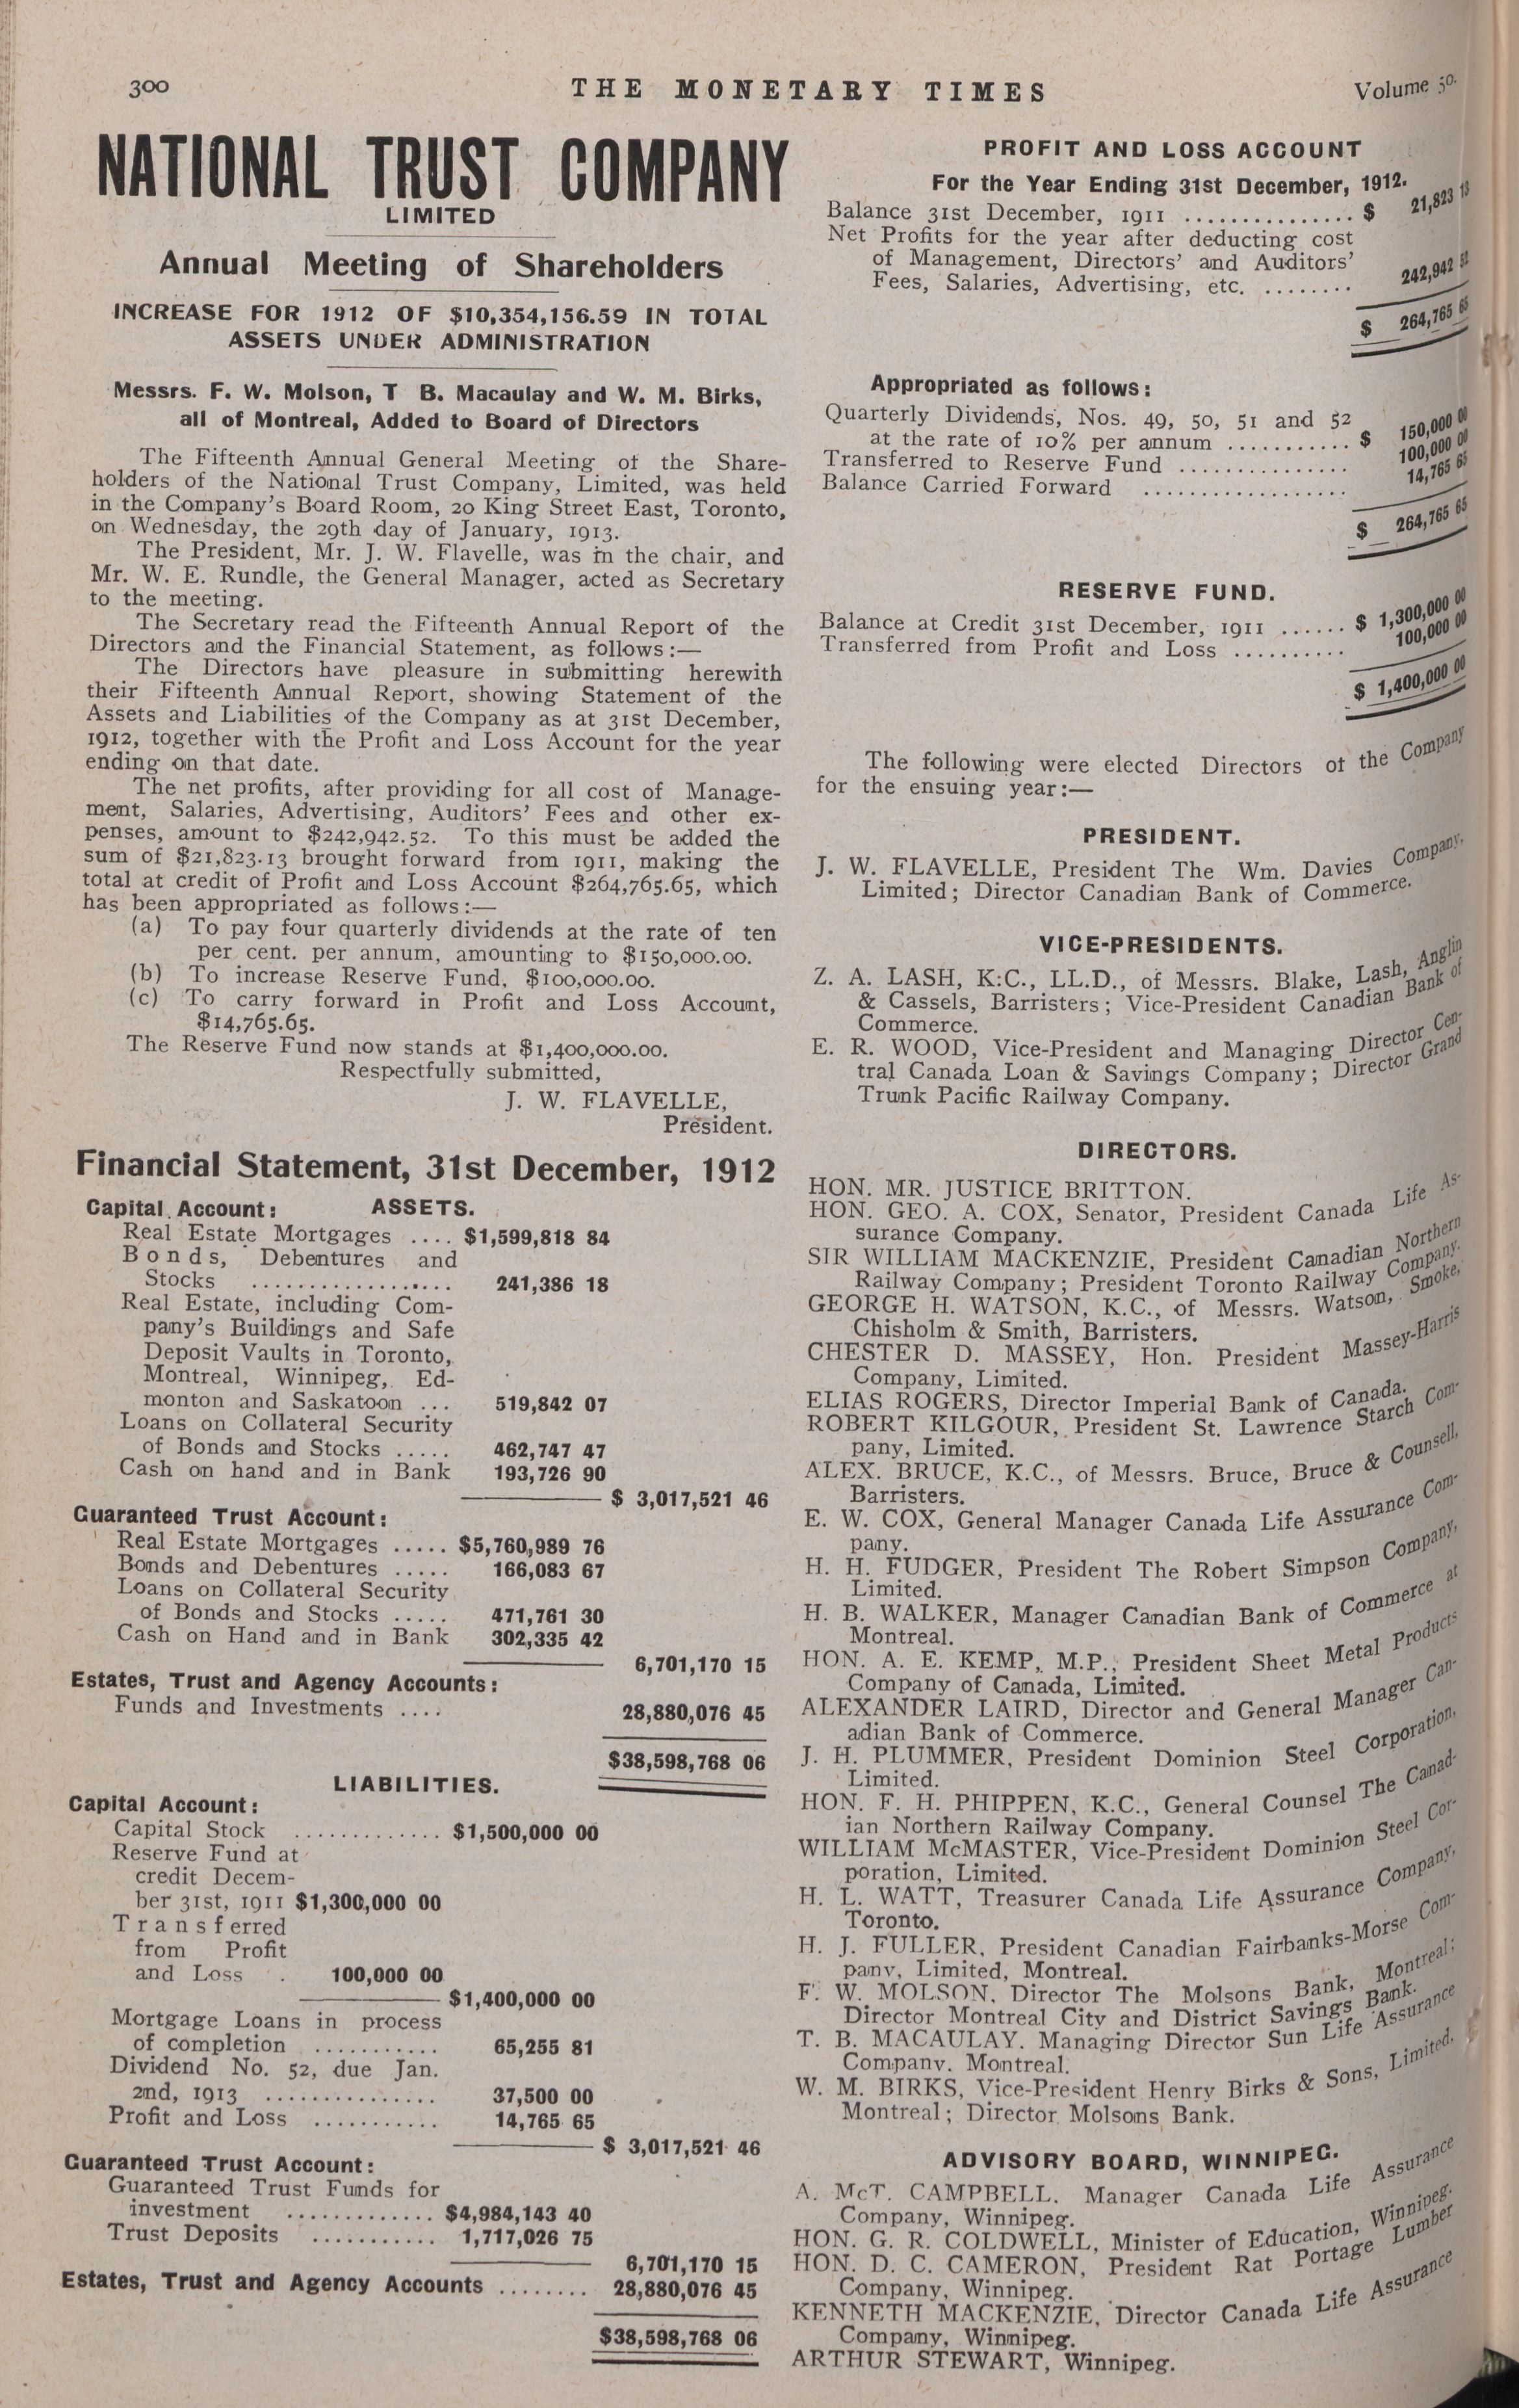 300
THE MONETARY TIMES
Volume 50.
NATIONAL TRUST COMPANY
LIMITED
Annual Meeting of Shareholders
INCREASE FOR 1912 OF $10,354,156.59 IN TOTAL
ASSETS UNDER ADMINISTRATION
Messrs. F. W. Molson, T B. Macaulay and W. M. Birks,
all of Montreal, Added to Board of Directors
The Fifteenth Annual General Meeting of the Share-
holders of the National Trust Company, Limited, was held
in the Company's Board Room, 20 King Street East, Toronto,
on Wednesday, the 29th day of January, 1913.
The President, Mr. J. W. Flavelle, was in the chair, and
Mr. W. E. Rundle, the General Manager, acted as Secretary
to the meeting.
The Secretary read the Fifteenth Annual Report of the
Directors and the Financial Statement, as follows:—
The Directors have pleasure in submitting herewith
their Fifteenth Annual Report, showing Statement of the
Assets and Liabilities of the Company as at 31st December,
1912, together with the Profit and Loss Account for the year
ending on that date.
The net profits, after providing for all cost of Manage-
ment, Salaries, Advertising, Auditors' Fees and other ex-
penses, amount to $242,942.52. To this must be added the
sum of $21,823.13 brought forward from 1911, making the
total at credit of Profit and Loss Account $264,765.65, which
has been appropriated as follows:—
(a) To pay four quarterly dividends at the rate of ten
per cent. per annum, amounting to $150,000.00.
(b) To increase Reserve Fund, $100,000.00.
(c) To carry forward in Profit and Loss Account,
$14,765.65.
The Reserve Fund now stands at $1,400,000.00.
Respectfully submitted,
J. W. FLAVELLE,
President.
Financial Statement, 31st December, 1912
Capital Account: ASSETS.
Real Estate Mortgages .... $1,599,818 84
Bonds, Debentures and
Stocks .................. 241,386 18
Real Estate, including Com-
pany's Buildings and Safe
Deposit Vaults in Toronto,
Montreal, Winnipeg, Ed-
monton and Saskatoon ... 519,842 07
Loans on Collateral Security
of Bonds and Stocks ..... 462,747 47
Cash on hand and in Bank 193,726 90
$ 3,017,521 46
Guaranteed Trust Account:
Real Estate Mortgages ..... $5,760,989 76
Bonds and Debentures ..... 166,083 67
Loans on Collateral Security
of Bonds and Stocks ..... 471,761 30
Cash on Hand and in Bank 302,335 42
6,701,170 15
Estates, Trust and Agency Accounts:
Funds and Investments .... 28,880,076 45
$38,598,768 06
LIABILITIES.
Capital Account:
Capital Stock ............. $1,500,000 00
Reserve Fund at
credit Decem-
ber 31st, 1911 $1,300,000 00
Transferred
from Profit
and Loss . 100,000 00
$1,400,000 00
Mortgage Loans in process
of completion ........... 65,255 81
Dividend No. 52, due Jan.
2nd, 1913 ............... 37,500 00
Profit and Loss ........... 14,765 65
$ 3,017,521 46
Guaranteed Trust Account:
Guaranteed Trust Funds for
investment ............. $4,984,143 40
Trust Deposits ........... 1,717,026 75
6,701,170 15
Estates, Trust and Agency Accounts ........ 28,880,076 45
$38,598,768 06
PROFIT AND LOSS ACCOUNT
For the Year Ending 31st December, 1912.
Balance 31st December, 1911 ............... $ 21,823 13
Net Profits for the year after deducting cost
of Management, Directors' and Auditors'
Fees, Salaries, Advertising, etc. ........ 242,942 52
$ 264,765 65
Appropriated as follows:
Quarterly Dividends, Nos. 49, 50, 51 and 52
at the rate of 10% per annum ........... $ 150,000 00
Transferred to Reserve Fund ............... 100,000 00
Balance Carried Forward .................. 14,765 65
$ 264,765 65
RESERVE FUND.
Balance at Credit 31st December, 1911 ...... $ 1,300,000 00
Transferred from Profit and Loss .......... 100,000 00
$ 1,400,000 00
The following were elected Directors of the Company
for the ensuing year:—
PRESIDENT.
J. W. FLAVELLE, President The Wm. Davies Company,
Limited; Director Canadian Bank of Commerce.
VICE-PRESIDENTS.
Z. A. LASH, K.C., LL.D., of Messrs. Blake, Lash, Anglin
& Cassels, Barristers; Vice-President Canadian Bank of
Commerce.
E. R. WOOD, Vice-President and Managing Director Cen-
tral Canada Loan & Savings Company; Director Grand
Trunk Pacific Railway Company.
DIRECTORS.
HON. MR. JUSTICE BRITTON.
HON. GEO. A. COX, Senator, President Canada Life As-
surance Company.
SIR WILLIAM MACKENZIE, President Canadian Northern
Railway Company; President Toronto Railway Company.
GEORGE H. WATSON, K.C., of Messrs. Watson, Smoke,
Chisholm & Smith, Barristers.
CHESTER D. MASSEY, Hon. President Massey-Harris
Company, Limited.
ELIAS ROGERS, Director Imperial Bank of Canada.
ROBERT KILGOUR, President St. Lawrence Starch Com-
pany, Limited.
ALEX. BRUCE, K.C., of Messrs. Bruce, Bruce & Counsell,
Barristers.
E. W. COX, General Manager Canada Life Assurance Com-
pany.
H. H. FUDGER, President The Robert Simpson Company,
Limited.
H. B. WALKER, Manager Canadian Bank of Commerce at
Montreal.
HON. A. E. KEMP, M.P., President Sheet Metal Products
Company of Canada, Limited.
ALEXANDER LAIRD, Director and General Manager Can-
adian Bank of Commerce.
J. H. PLUMMER, President Dominion Steel Corporation,
Limited.
HON. F. H. PHIPPEN, K.C., General Counsel The Canad-
ian Northern Railway Company.
WILLIAM McMASTER, Vice-President Dominion Steel Cor-
poration, Limited.
H. L. WATT, Treasurer Canada Life Assurance Company,
Toronto.
H. J. FULLER, President Canadian Fairbanks-Morse Com-
pany, Limited, Montreal.
F. W. MOLSON, Director The Molsons Bank, Montreal;
Director Montreal City and District Savings Bank.
T. B. MACAULAY, Managing Director Sun Life Assurance
Company, Montreal.
W. M. BIRKS, Vice-President Henry Birks & Sons, Limited,
Montreal; Director Molsons Bank.
ADVISORY BOARD, WINNIPEG.
A. McT. CAMPBELL, Manager Canada Life Assurance
Company, Winnipeg.
HON. G. R. COLDWELL, Minister of Education, Winnipeg.
HON. D. C. CAMERON, President Rat Portage Lumber
Company, Winnipeg.
KENNETH MACKENZIE, Director Canada Life Assurance
Company, Winnipeg.
ARTHUR STEWART, Winnipeg.